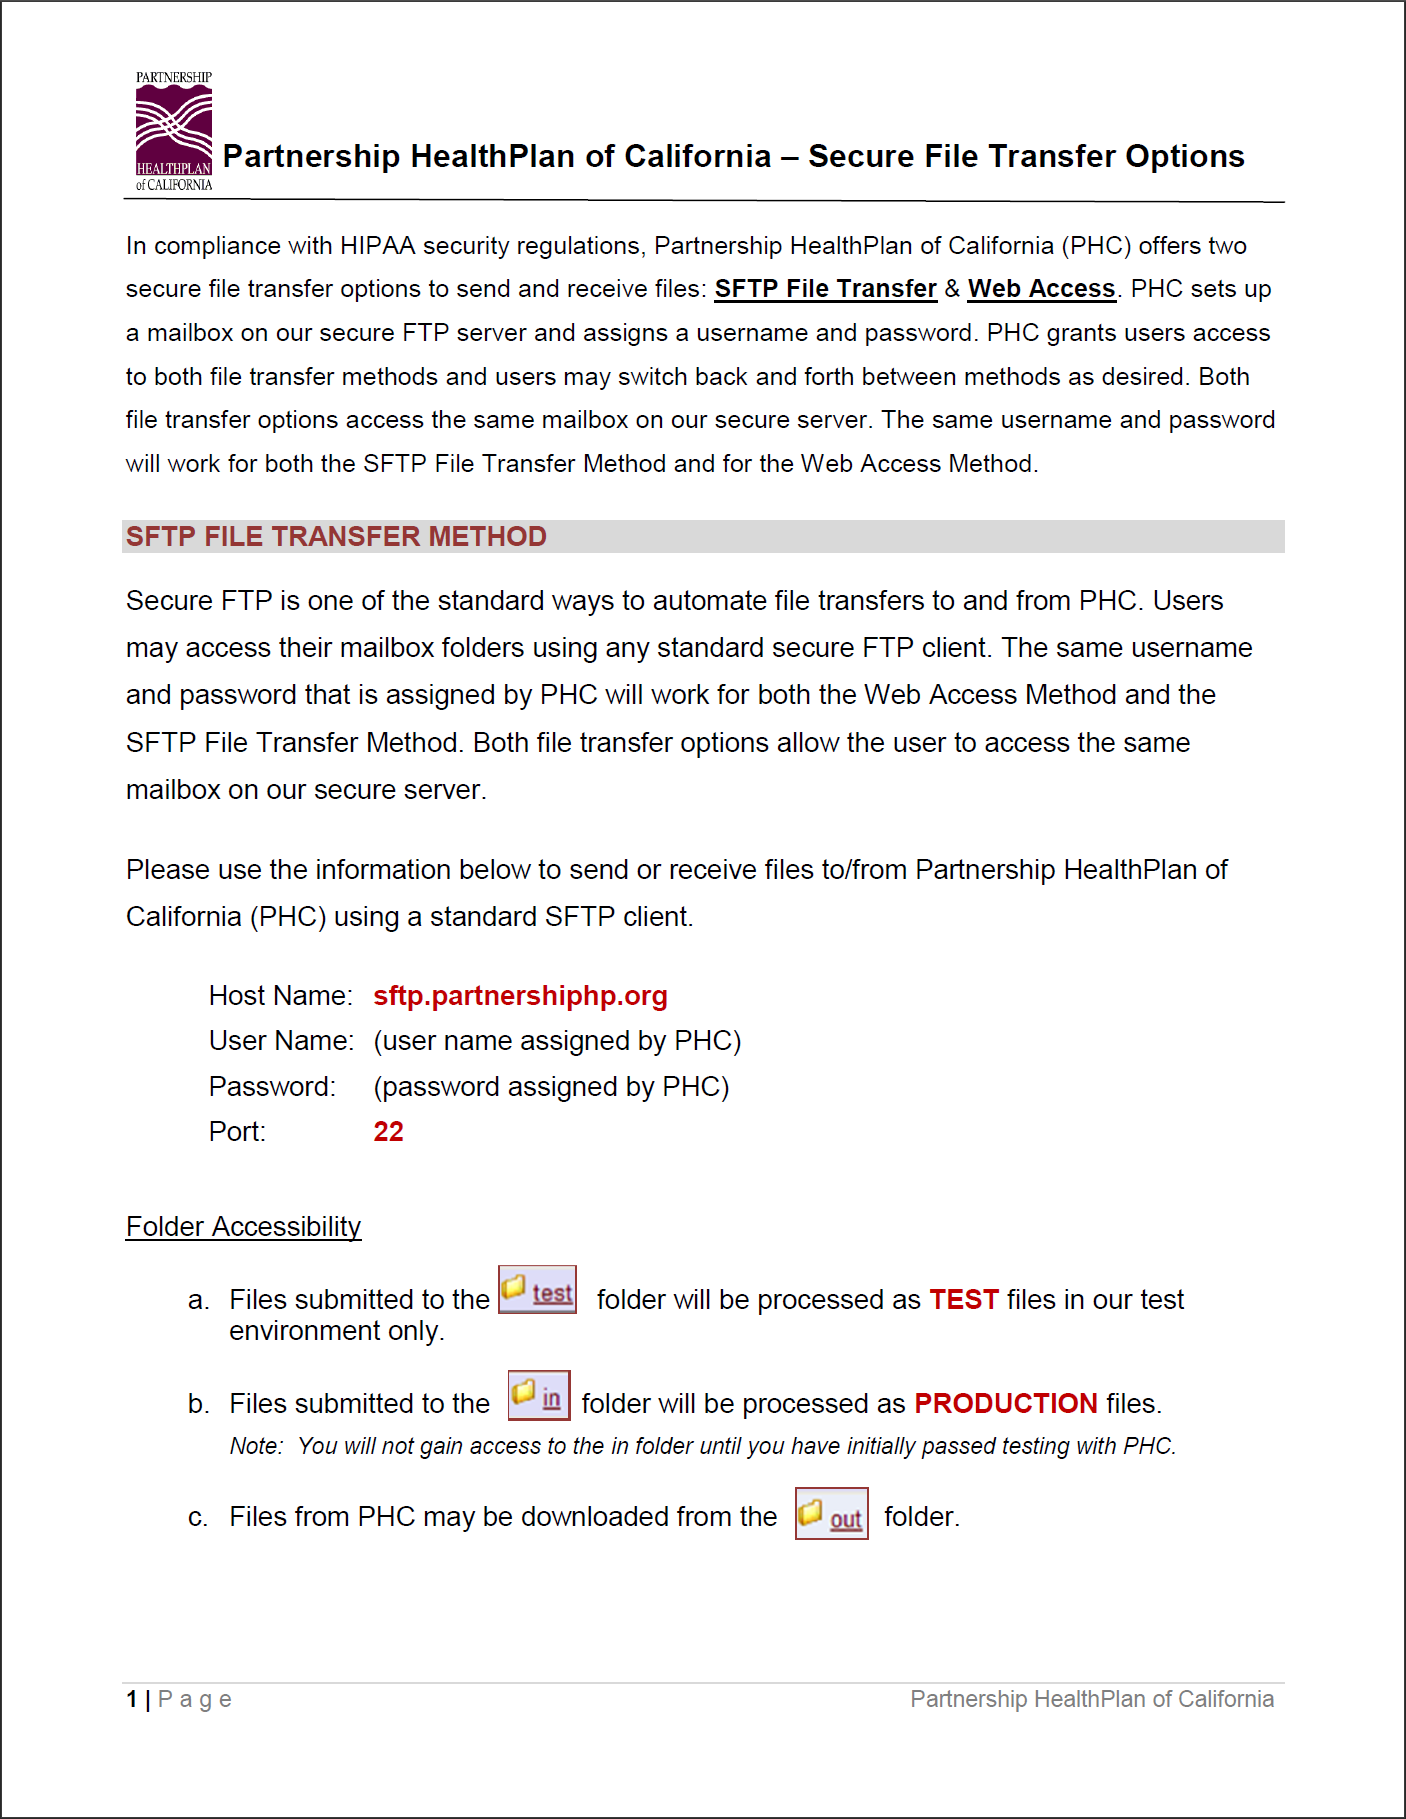 PARTNERSHIP
HEALTHPLAN
of CALIFORNIA
Partnership HealthPlan of California – Secure File Transfer Options
In compliance with HIPAA security regulations, Partnership HealthPlan of California (PHC) offers two
secure file transfer options to send and receive files: SFTP File Transfer & Web Access. PHC sets up
a mailbox on our secure FTP server and assigns a username and password. PHC grants users access
to both file transfer methods and users may switch back and forth between methods as desired. Both
file transfer options access the same mailbox on our secure server. The same username and password
will work for both the SFTP File Transfer Method and for the Web Access Method.
SFTP FILE TRANSFER METHOD
Secure FTP is one of the standard ways to automate file transfers to and from PHC. Users
may access their mailbox folders using any standard secure FTP client. The same username
and password that is assigned by PHC will work for both the Web Access Method and the
SFTP File Transfer Method. Both file transfer options allow the user to access the same
mailbox on our secure server.
Please use the information below to send or receive files to/from Partnership HealthPlan of
California (PHC) using a standard SFTP client.
Host Name: sftp.partnershiphp.org
User Name: (user name assigned by PHC)
Password: (password assigned by PHC)
Port: 22
Folder Accessibility
a. Files submitted to the test folder will be processed as TEST files in our test
environment only.
b. Files submitted to the in folder will be processed as PRODUCTION files.
Note: You will not gain access to the in folder until you have initially passed testing with PHC.
c. Files from PHC may be downloaded from the out folder.
1 | P a g e Partnership HealthPlan of California